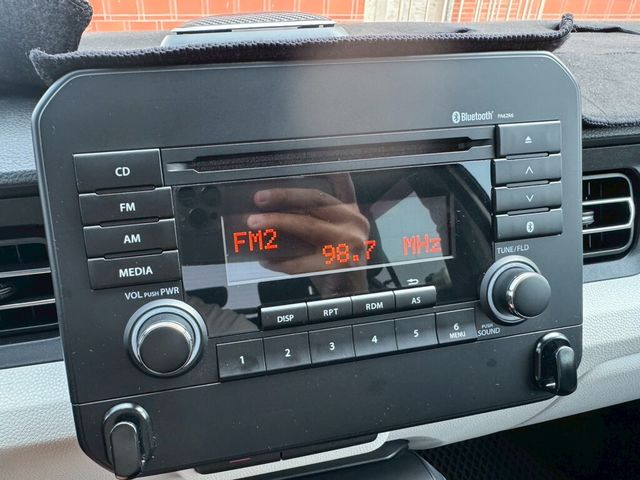 Bluetooth® PA62R6
CD
FM
AM
MEDIA
FM2 98.7 MHz
VOL PUSH PWR
TUNE/FLD
DISP RPT RDM AS
1 2 3 4 5 6 MENU
PUSH SOUND